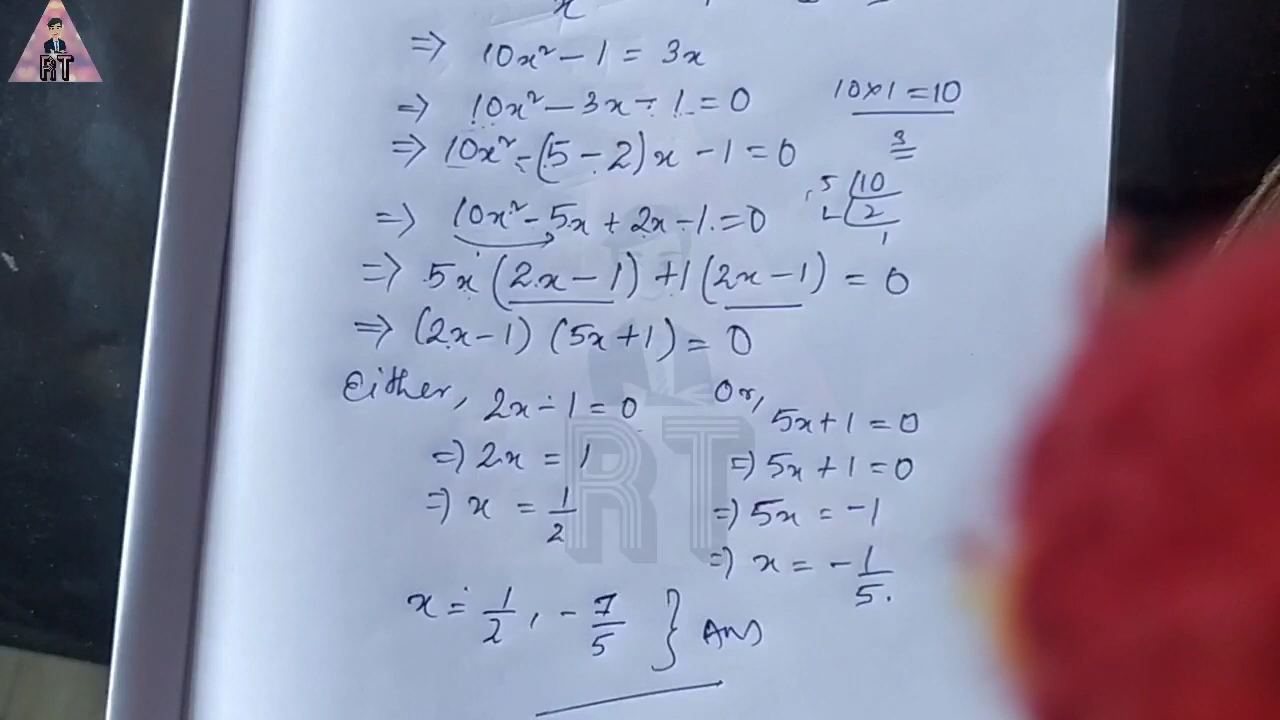 RT
x
=> 10x² - 1 = 3x
=> 10x² - 3x - 1 = 0
10×1 = 10
=> 10x² - (5 - 2)x - 1 = 0
3
=> 10x² - 5x + 2x - 1 = 0
5 10
2 2
1
=> 5x (2x - 1) + 1 (2x - 1) = 0
=> (2x - 1) (5x + 1) = 0
Either, 2x - 1 = 0
=> 2x = 1
=> x = 1/2
Or, 5x + 1 = 0
=> 5x + 1 = 0
=> 5x = -1
=> x = -1/5.
x = 1/2, -7/5 } Ans
RT